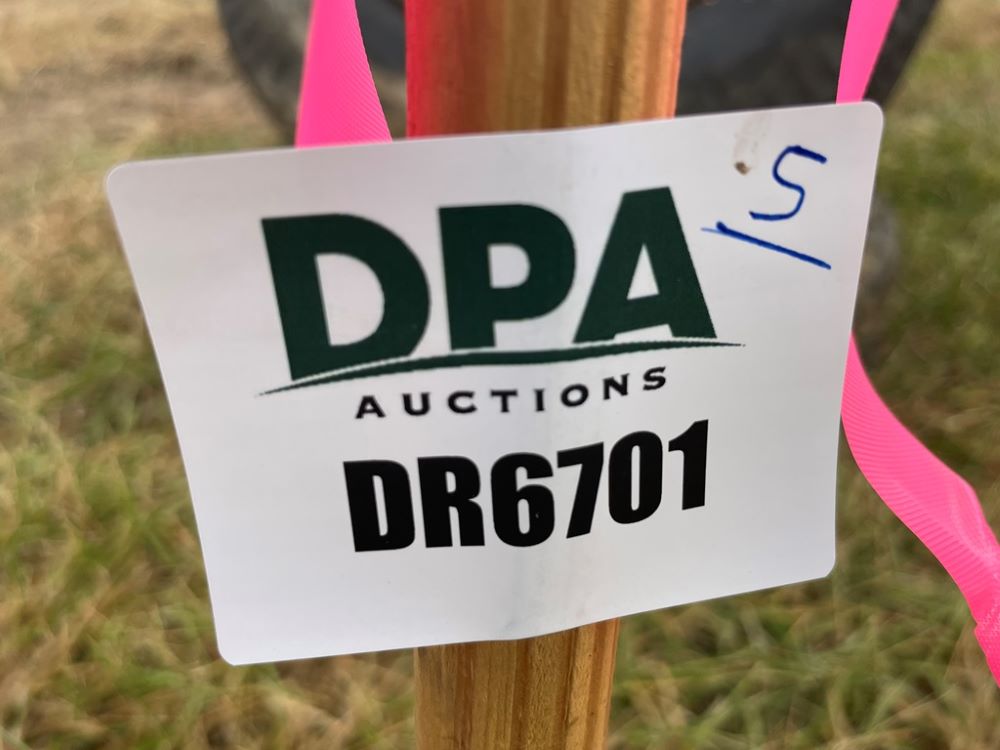 15
DPA
AUCTIONS
DR6701